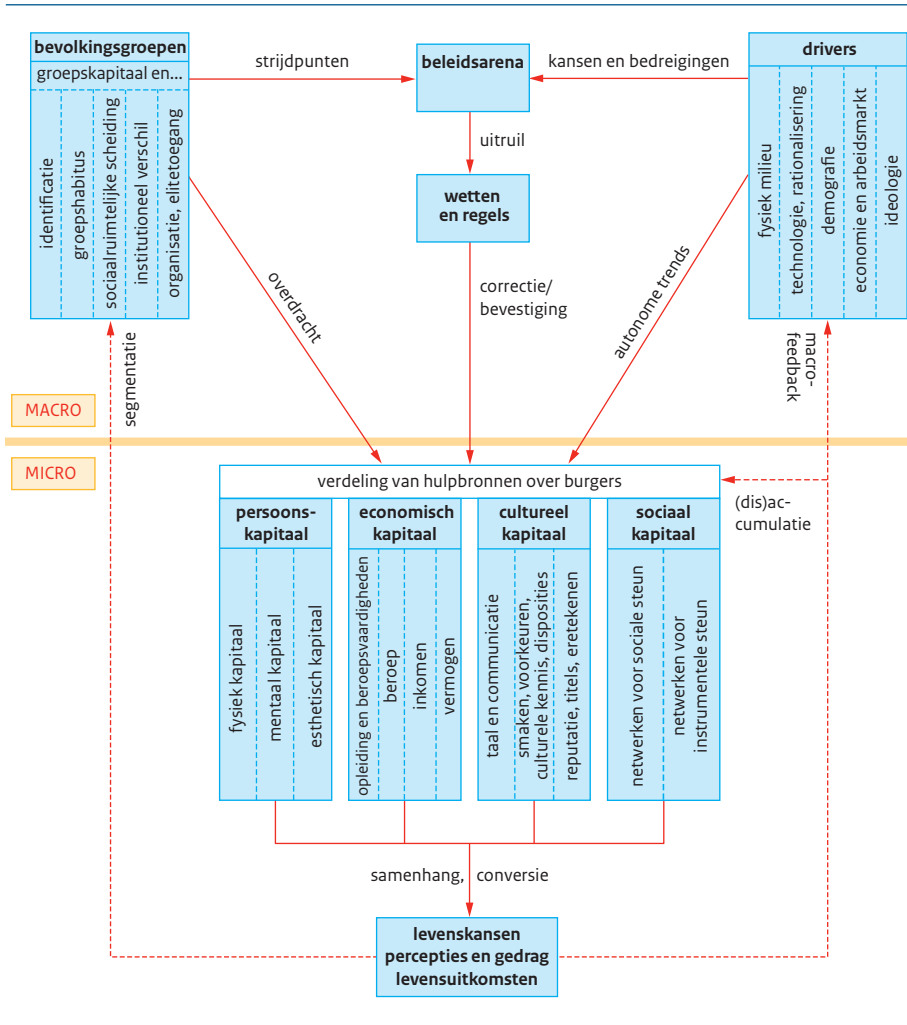 bevolkingsgroepen
groepskapitaal en...
identificatie
groepshabitus
sociaalruimtelijke scheiding
institutioneel verschil
organisatie, elitetoegang
strijdpunten
beleidsarena
kansen en bedreigingen
drivers
fysiek milieu
technologie, rationalisering
demografie
economie en arbeidsmarkt
ideologie
uitruil
wetten
en regels
overdracht
correctie/
bevestiging
autonome trends
segmentatie
macro-
feedback
MACRO
MICRO
verdeling van hulpbronnen over burgers
(dis)ac-
cumulatie
persoons-
kapitaal
fysiek kapitaal
mentaal kapitaal
esthetisch kapitaal
economisch
kapitaal
opleiding en beroepsvaardigheden
beroep
inkomen
vermogen
cultureel
kapitaal
taal en communicatie
smaken, voorkeuren,
culturele kennis, disposities
reputatie, titels, eretekenen
sociaal
kapitaal
netwerken voor sociale steun
netwerken voor
instrumentele steun
samenhang, conversie
levenskansen
percepties en gedrag
levensuitkomsten